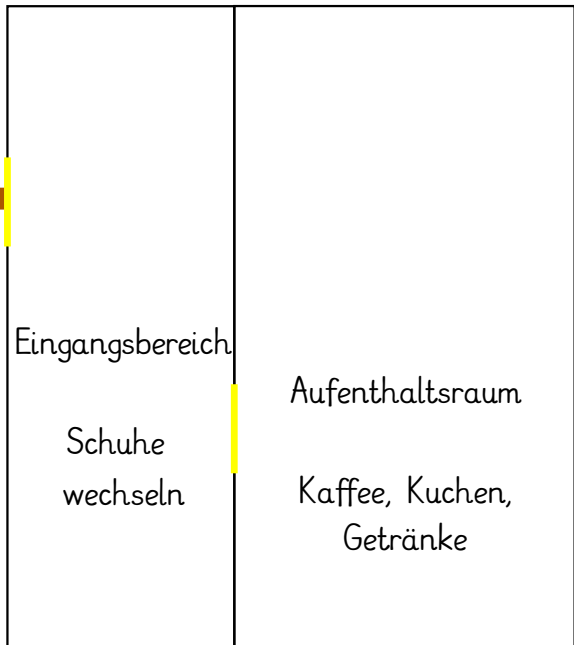 Eingangsbereich
Schuhe
wechseln
Aufenthaltsraum
Kaffee, Kuchen,
Getränke